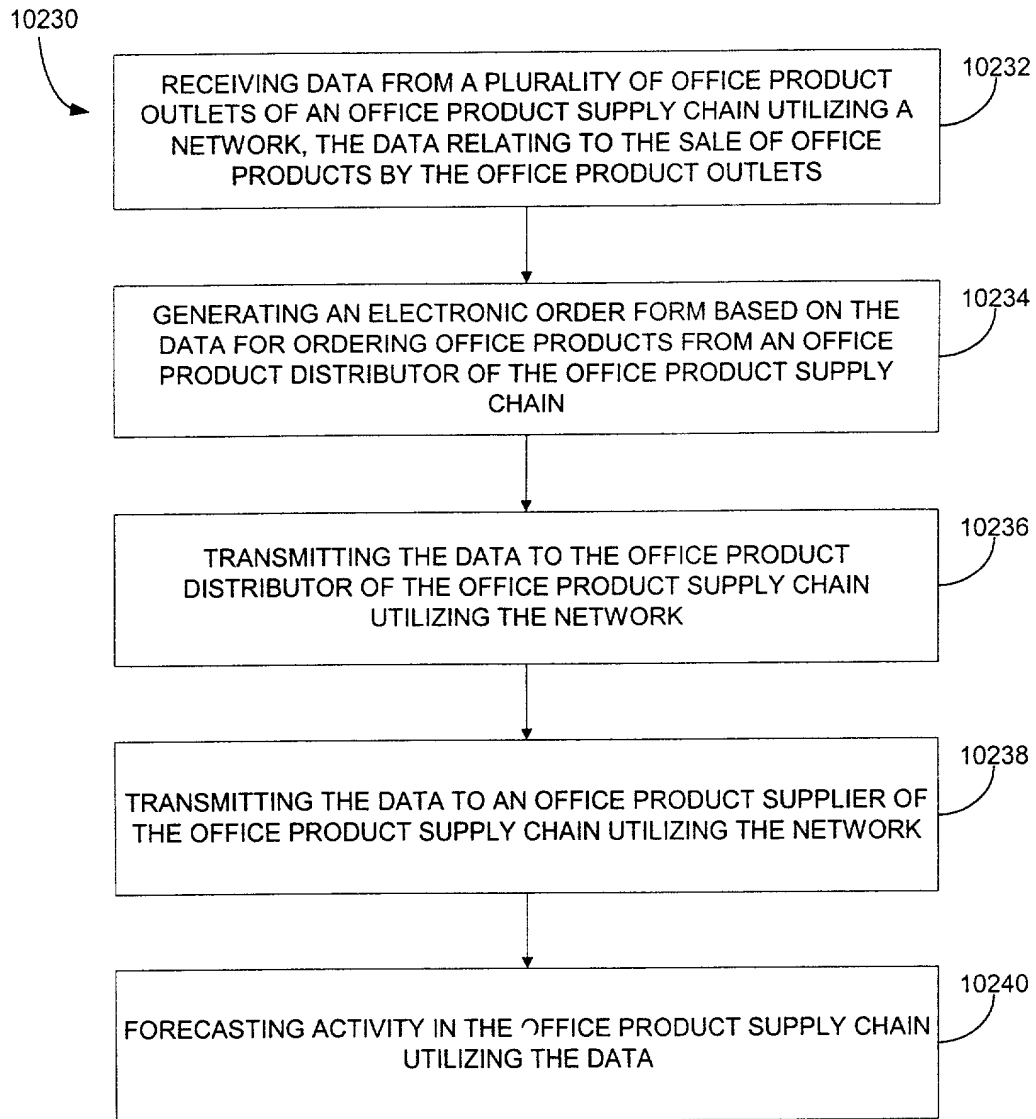 10230
RECEIVING DATA FROM A PLURALITY OF OFFICE PRODUCT
OUTLETS OF AN OFFICE PRODUCT SUPPLY CHAIN UTILIZING A
NETWORK, THE DATA RELATING TO THE SALE OF OFFICE
PRODUCTS BY THE OFFICE PRODUCT OUTLETS
10232
GENERATING AN ELECTRONIC ORDER FORM BASED ON THE
DATA FOR ORDERING OFFICE PRODUCTS FROM AN OFFICE
PRODUCT DISTRIBUTOR OF THE OFFICE PRODUCT SUPPLY
CHAIN
10234
TRANSMITTING THE DATA TO THE OFFICE PRODUCT
DISTRIBUTOR OF THE OFFICE PRODUCT SUPPLY CHAIN
UTILIZING THE NETWORK
10236
TRANSMITTING THE DATA TO AN OFFICE PRODUCT SUPPLIER OF
THE OFFICE PRODUCT SUPPLY CHAIN UTILIZING THE NETWORK
10238
FORECASTING ACTIVITY IN THE OFFICE PRODUCT SUPPLY CHAIN
UTILIZING THE DATA
10240